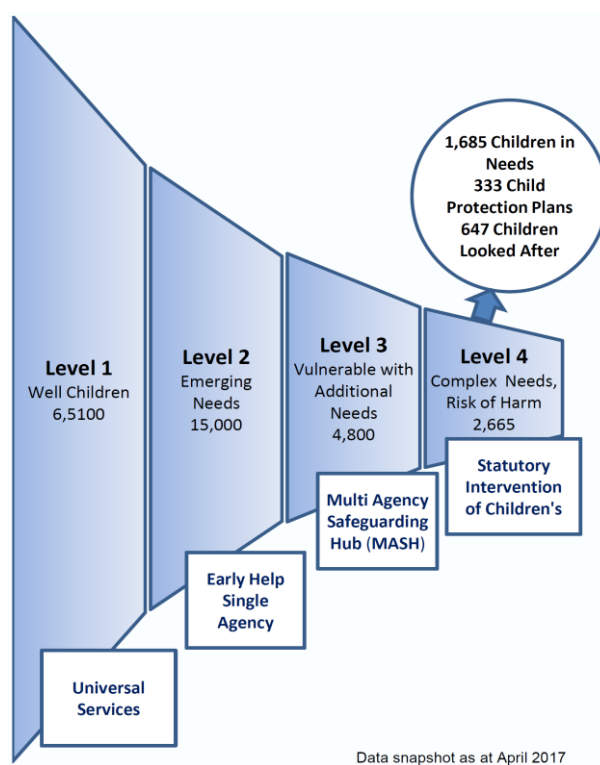 1,685 Children in
Needs
333 Child
Protection Plans
647 Children
Looked After
Level 1
Well Children
6,5100
Level 2
Emerging
Needs
15,000
Level 3
Vulnerable with
Additional
Needs
4,800
Level 4
Complex Needs,
Risk of Harm
2,665
Universal
Services
Early Help
Single
Agency
Multi Agency
Safeguarding
Hub (MASH)
Statutory
Intervention
of Children's
Data snapshot as at April 2017